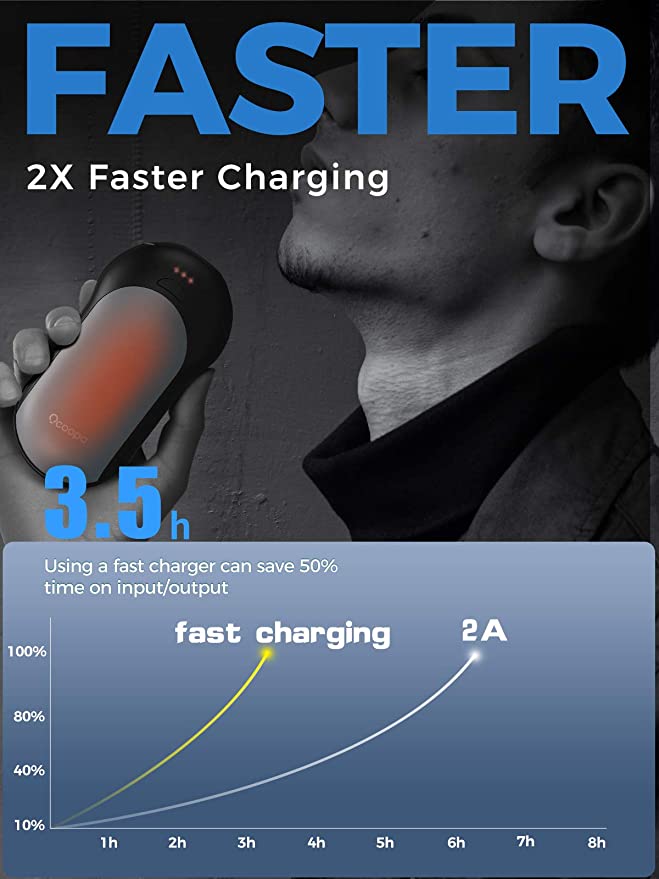 FASTER
2X Faster Charging
Ocoopa
3.5h
Using a fast charger can save 50%
time on input/output
fast charging 2A
100%
80%
40%
10%
1h 2h 3h 4h 5h 6h 7h 8h